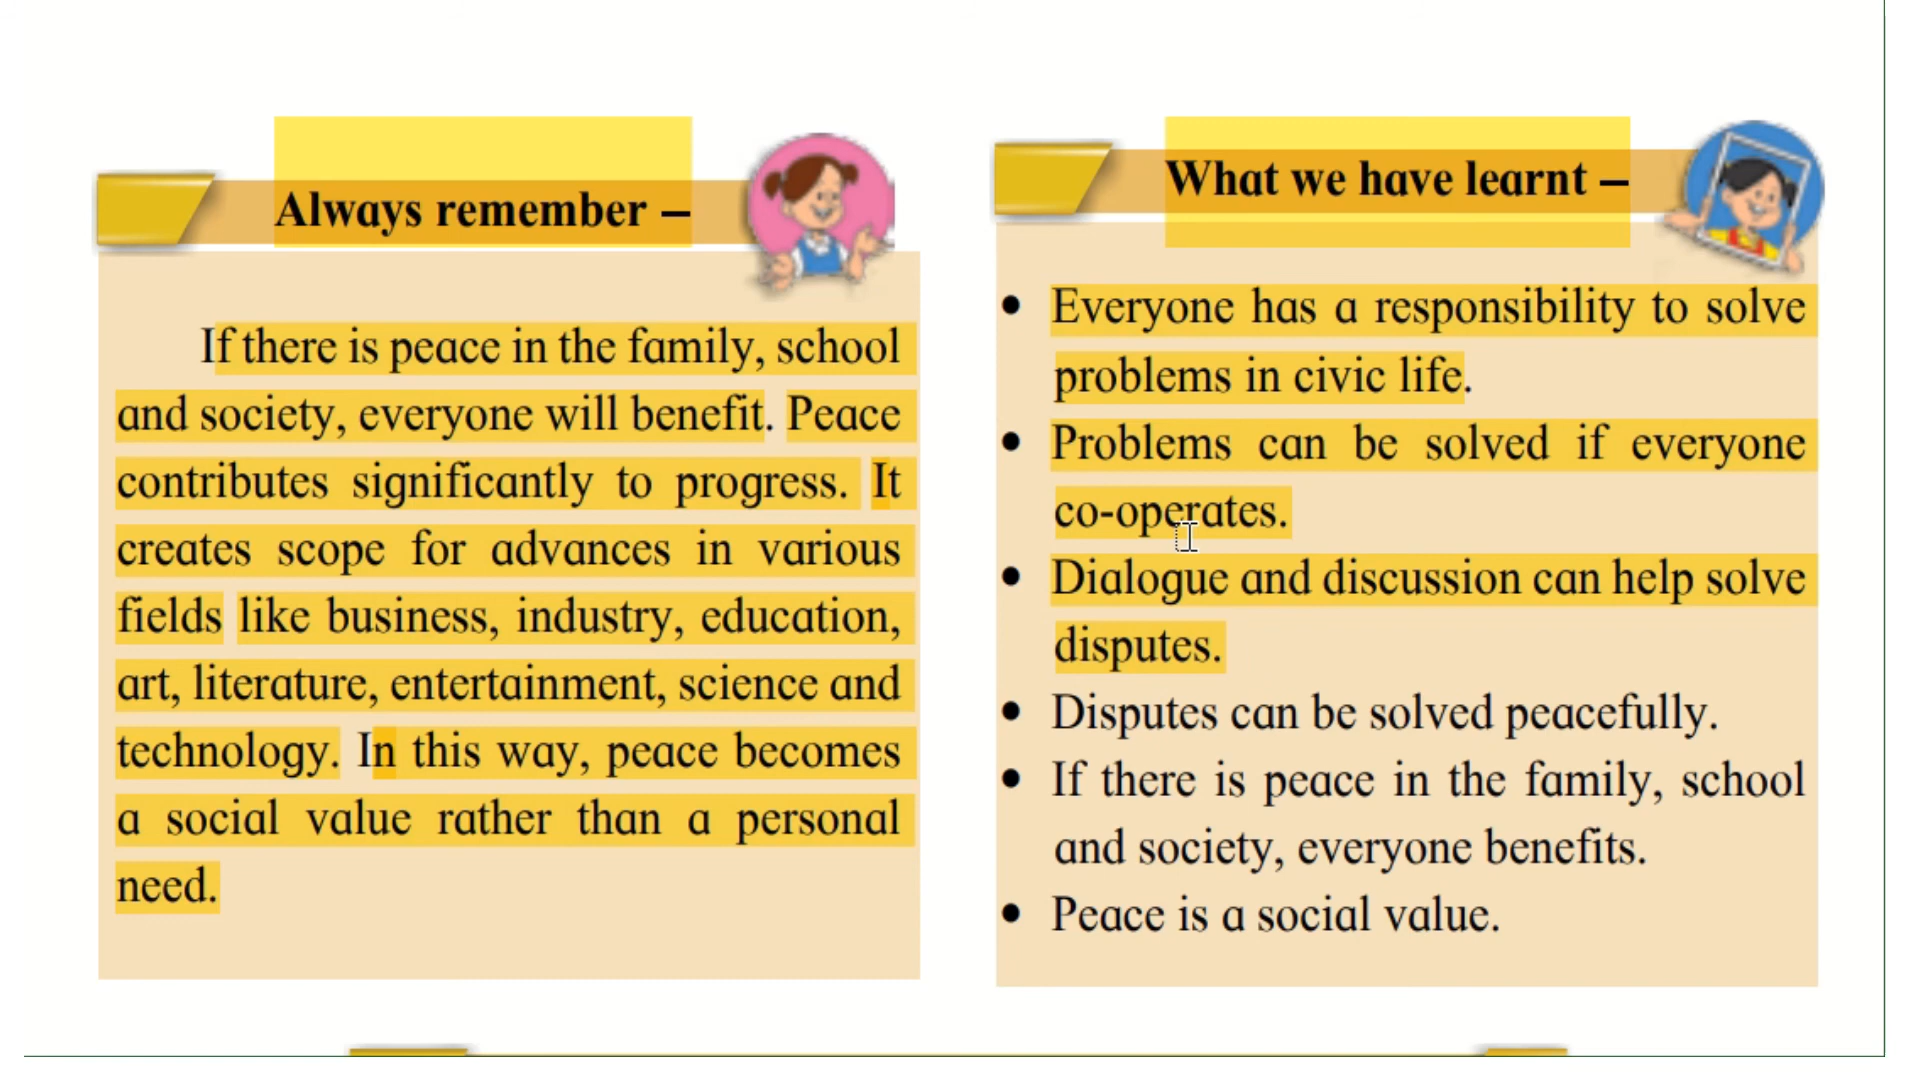 Always remember –
If there is peace in the family, school
and society, everyone will benefit. Peace
contributes significantly to progress. It
creates scope for advances in various
fields like business, industry, education,
art, literature, entertainment, science and
technology. In this way, peace becomes
a social value rather than a personal
need.
What we have learnt –
• Everyone has a responsibility to solve
problems in civic life.
• Problems can be solved if everyone
co-operates.
• Dialogue and discussion can help solve
disputes.
• Disputes can be solved peacefully.
• If there is peace in the family, school
and society, everyone benefits.
• Peace is a social value.